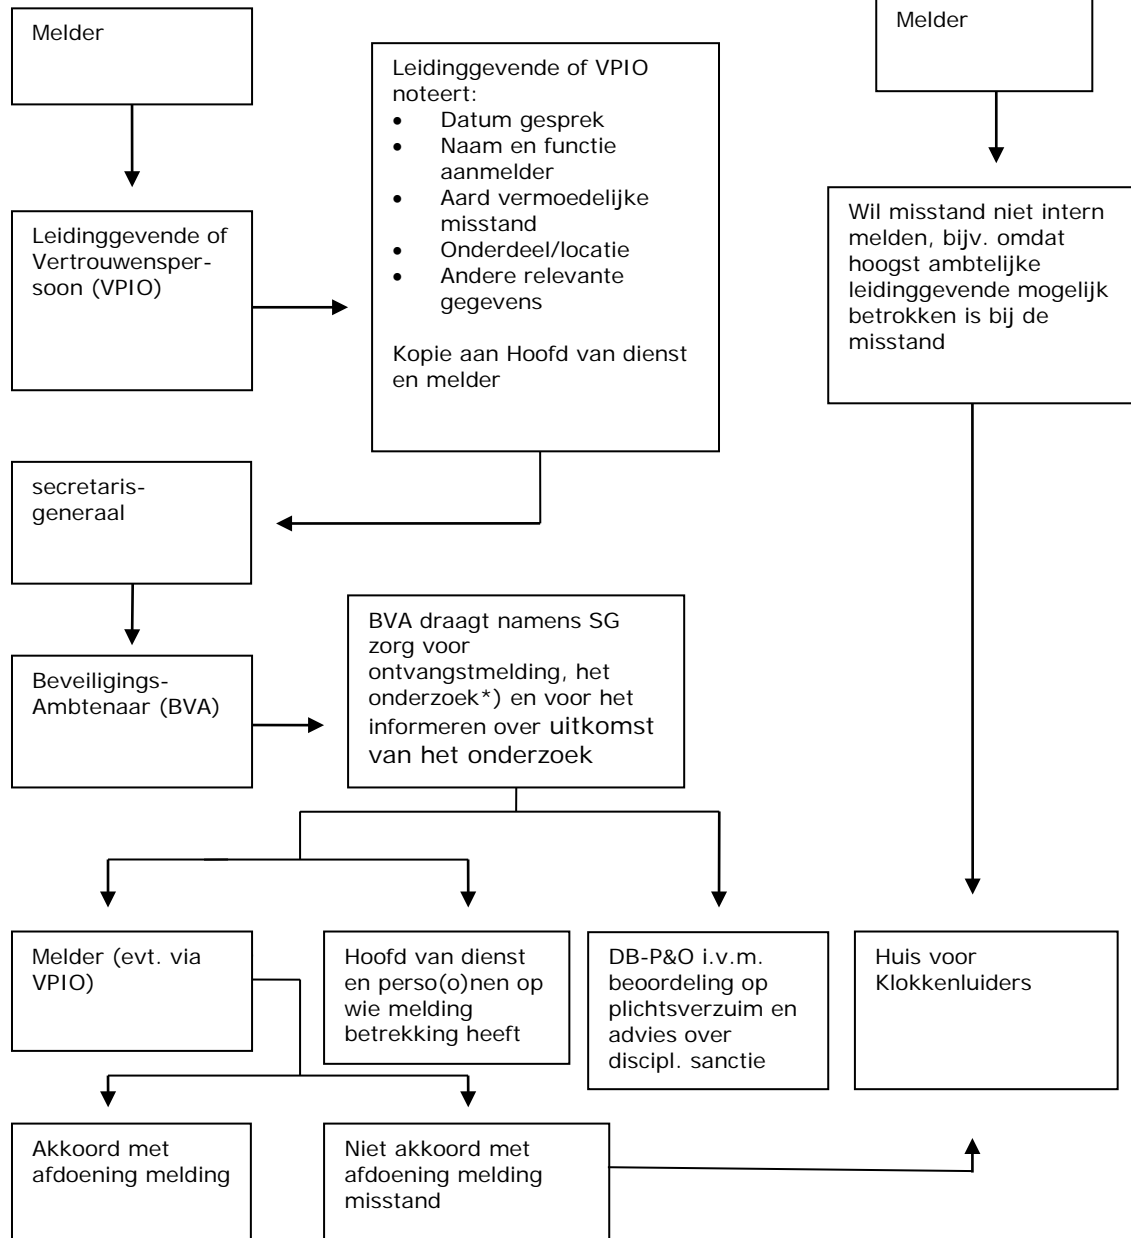 Melder
Leidinggevende of VPIO
noteert:
• Datum gesprek
• Naam en functie
aanmelder
• Aard vermoedelijke
misstand
• Onderdeel/locatie
• Andere relevante
gegevens
Kopie aan Hoofd van dienst
en melder
Melder
Leidinggevende of
Vertrouwensper-
soon (VPIO)
Wil misstand niet intern
melden, bijv. omdat
hoogst ambtelijke
leidinggevende mogelijk
betrokken is bij de
misstand
secretaris-
generaal
Beveiligings-
Ambtenaar (BVA)
BVA draagt namens SG
zorg voor
ontvangstmelding, het
onderzoek*) en voor het
informeren over uitkomst
van het onderzoek
Melder (evt. via
VPIO)
Hoofd van dienst
en perso(o)nen op
wie melding
betrekking heeft
DB-P&O i.v.m.
beoordeling op
plichtsverzuim en
advies over
discipl. sanctie
Huis voor
Klokkenluiders
Akkoord met
afdoening melding
Niet akkoord met
afdoening melding
misstand